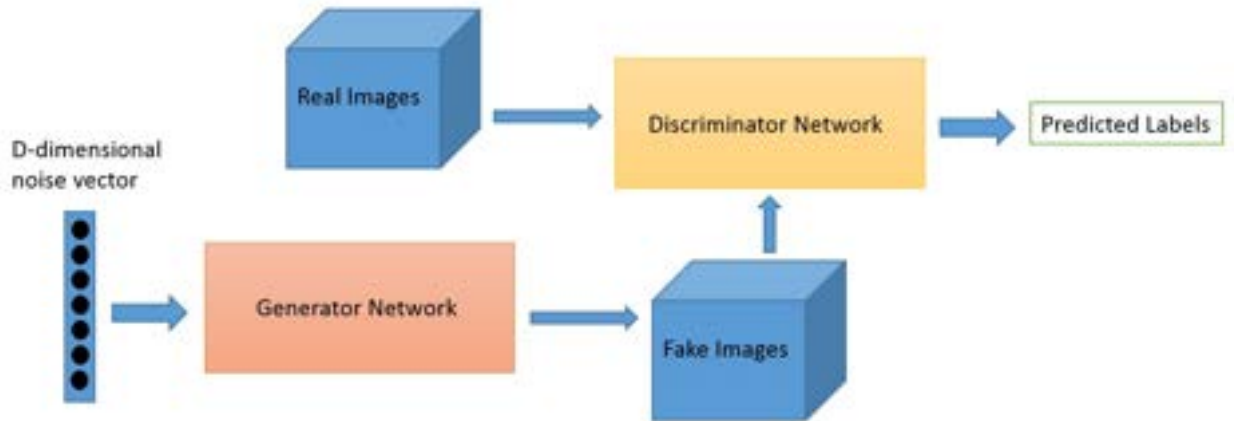 Real Images
Discriminator Network
Predicted Labels
D-dimensional
noise vector
Generator Network
Fake Images